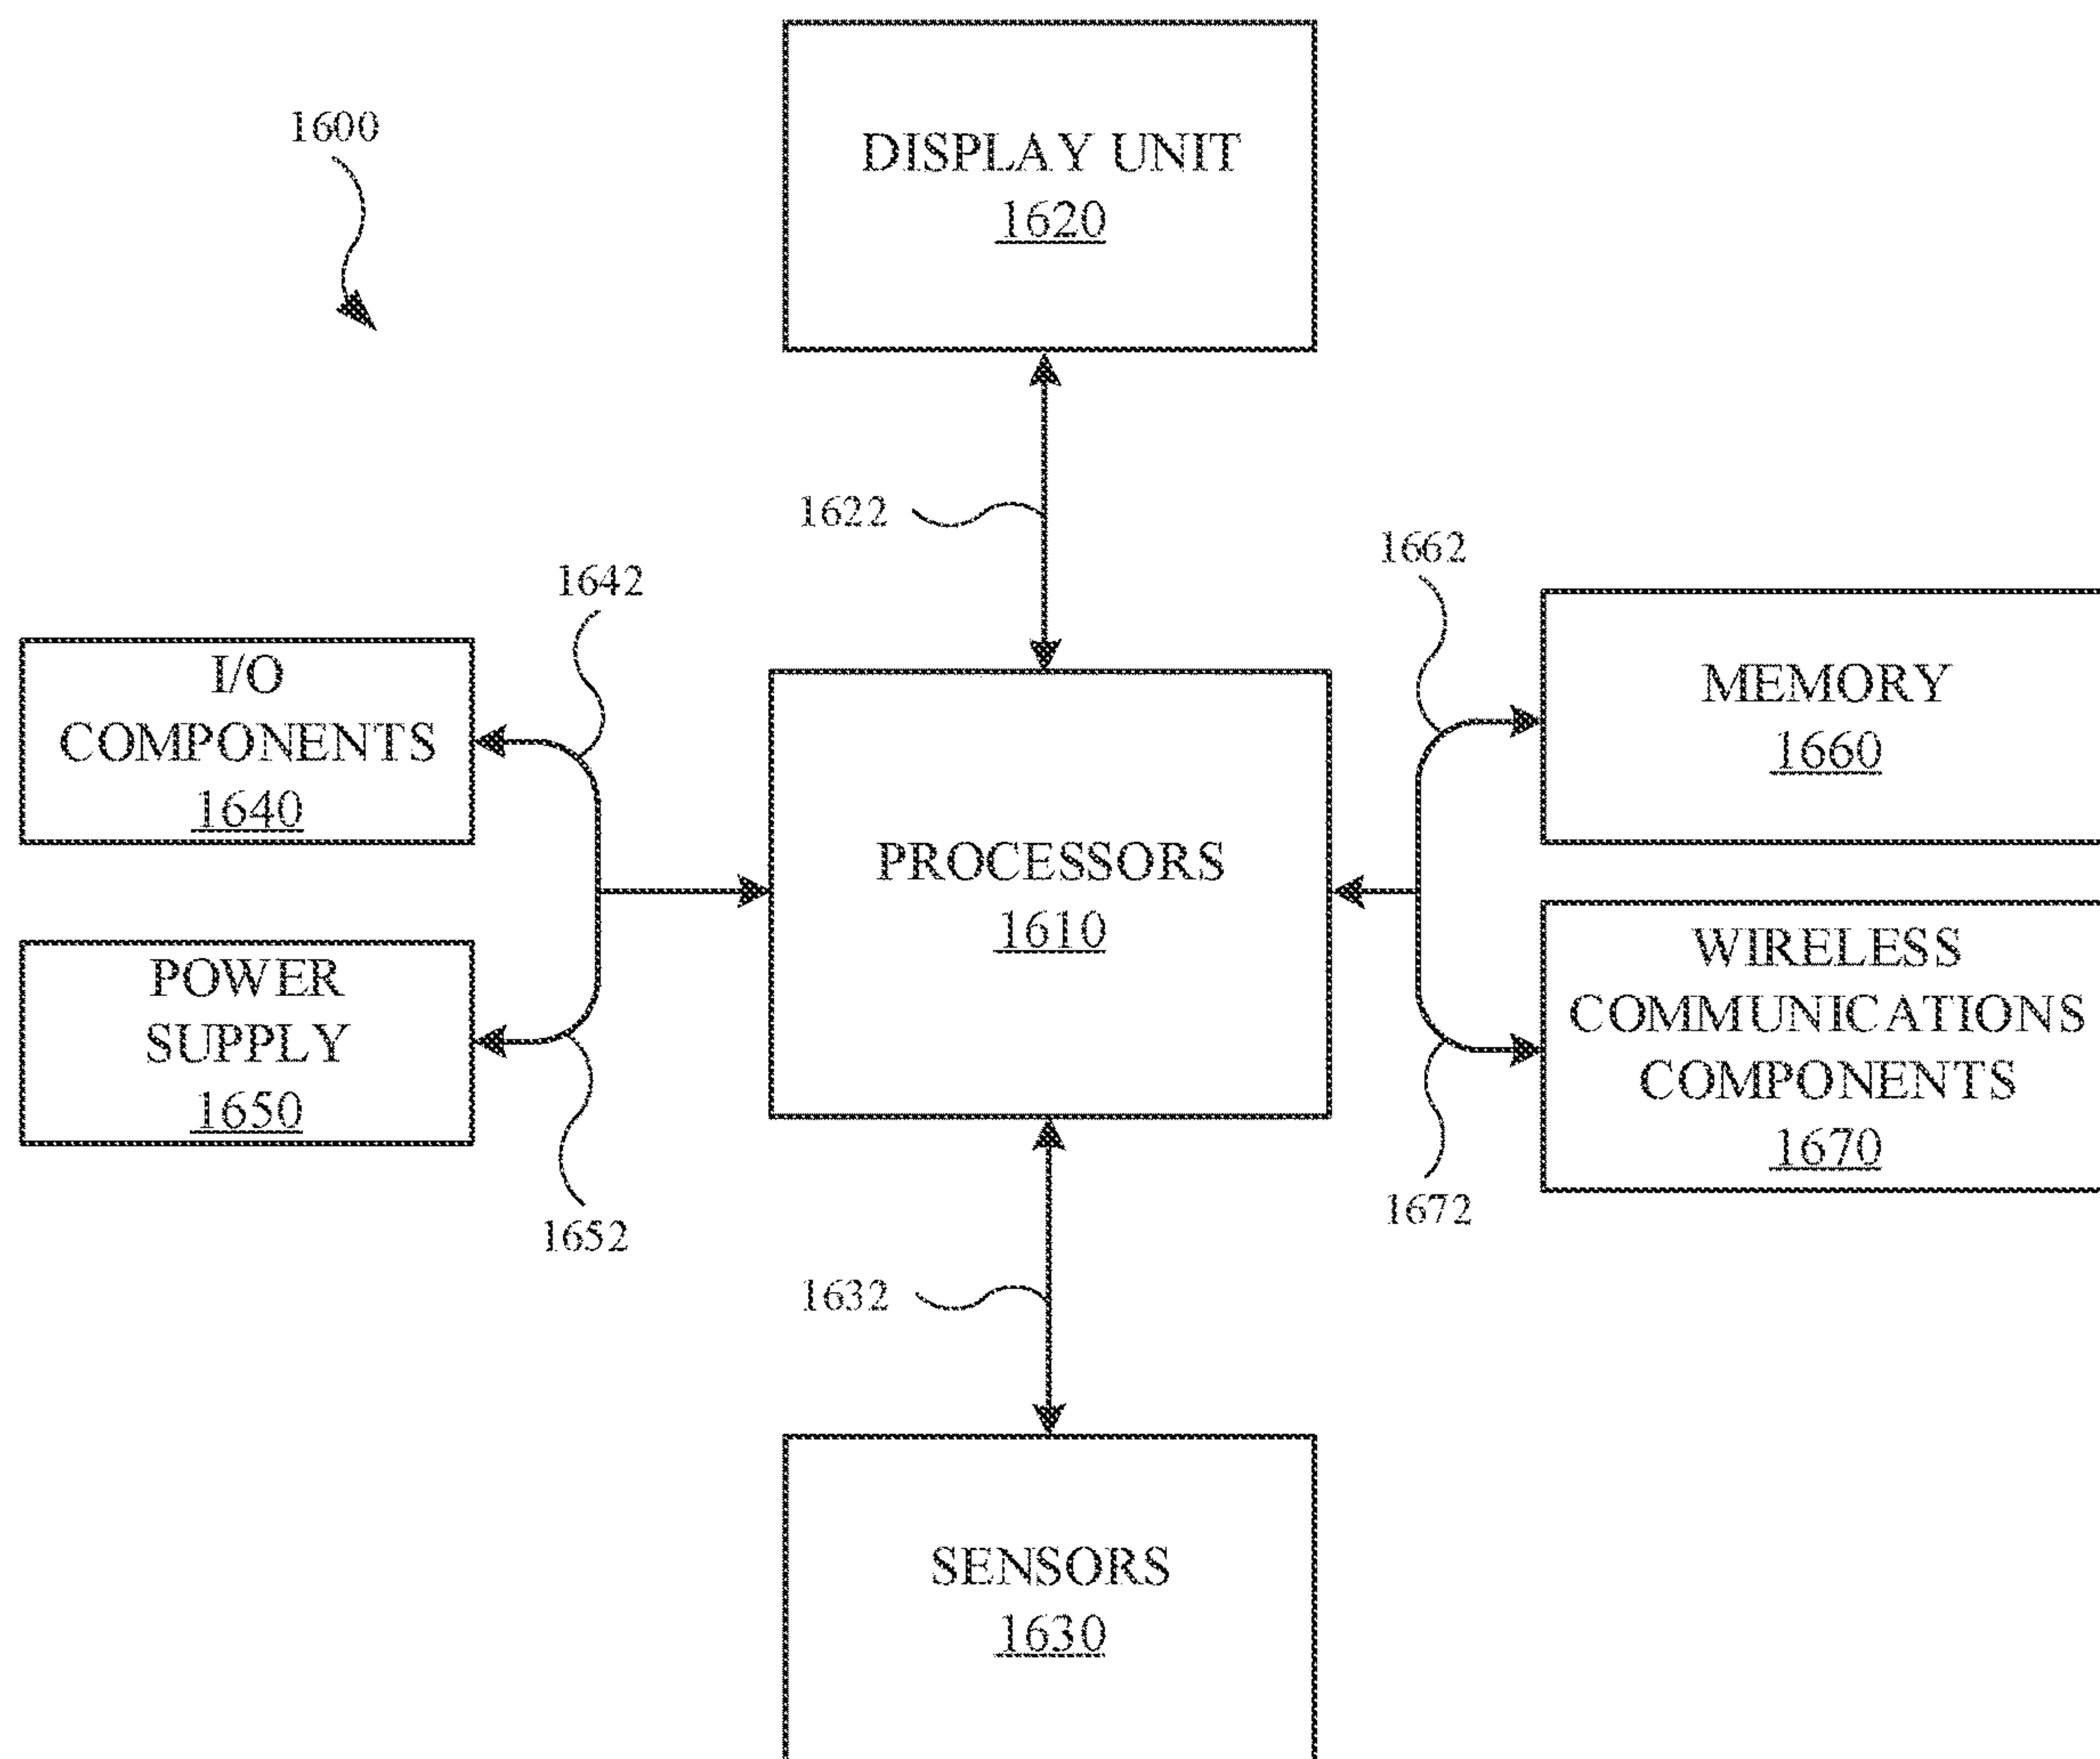 1600
DISPLAY UNIT
1620
1622
1642
1662
I/O
COMPONENTS
1640
MEMORY
1660
PROCESSORS
1610
POWER
SUPPLY
1650
WIRELESS
COMMUNICATIONS
COMPONENTS
1670
1652
1672
1632
SENSORS
1630